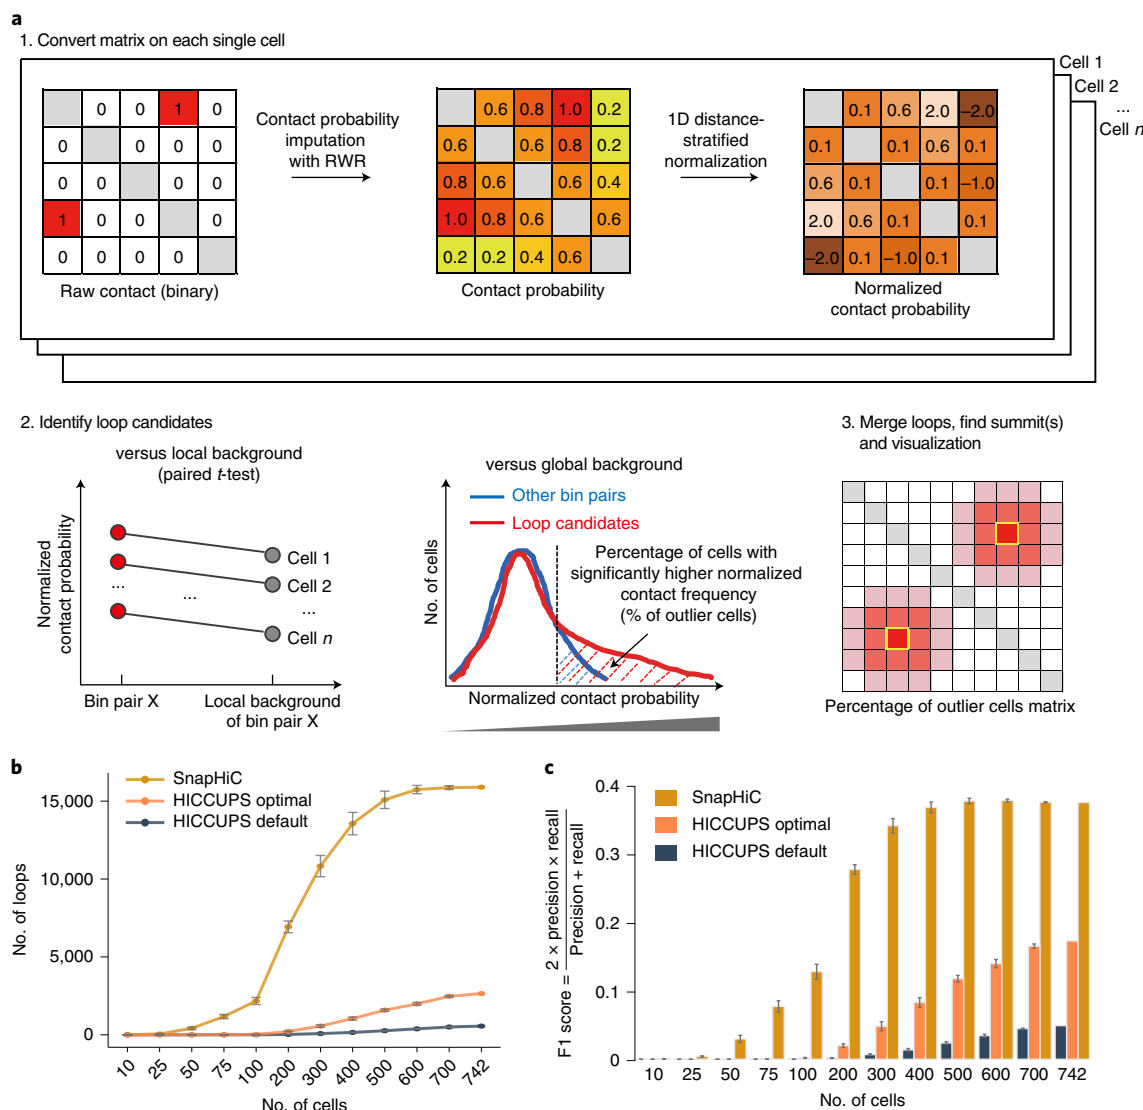 a
1. Convert matrix on each single cell
Cell 1
Cell 2
...
Cell n
0 0 1 0
0 0 0 0
0 0 0 0
1 0 0 0
0 0 0 0
Raw contact (binary)
Contact probability
imputation
with RWR
0.6 0.8 1.0 0.2
0.6 0.6 0.8 0.2
0.8 0.6 0.6 0.4
1.0 0.8 0.6 0.6
0.2 0.2 0.4 0.6
Contact probability
1D distance-
stratified
normalization
0.1 0.6 2.0 −2.0
0.1 0.1 0.6 0.1
0.6 0.1 0.1 −1.0
2.0 0.6 0.1 0.1
−2.0 0.1 −1.0 0.1
Normalized
contact probability
2. Identify loop candidates
versus local background
(paired t-test)
Normalized
contact probability
Cell 1
Cell 2
...
...
...
Cell n
Bin pair X
Local background
of bin pair X
versus global background
Other bin pairs
Loop candidates
No. of cells
Percentage of cells with
significantly higher normalized
contact frequency
(% of outlier cells)
Normalized contact probability
3. Merge loops, find summit(s)
and visualization
Percentage of outlier cells matrix
b
SnapHiC
HICCUPS optimal
HICCUPS default
No. of loops
15,000
10,000
5,000
0
10 25 50 75 100 200 300 400 500 600 700 742
No. of cells
c
SnapHiC
HICCUPS optimal
HICCUPS default
F1 score = 2 × precision × recall
Precision + recall
0.4
0.3
0.2
0.1
0
10 25 50 75 100 200 300 400 500 600 700 742
No. of cells